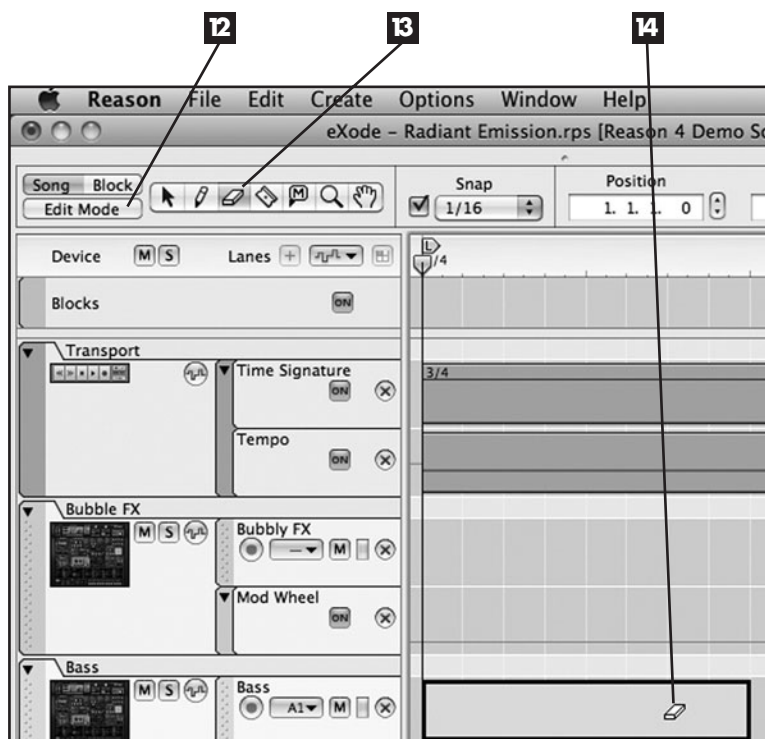 12 13 14
Reason File Edit Create Options Window Help
eXode – Radiant Emission.rps [Reason 4 Demo So
Song Block Snap Position
Edit Mode M 1/16 1. 1. 1. 0
Device M S Lanes + L /4
Blocks ON
Transport
Time Signature 3/4
ON
Tempo
ON
Bubble FX
M S Bubbly FX
— M
Mod Wheel
ON
Bass
M S Bass
A1 M